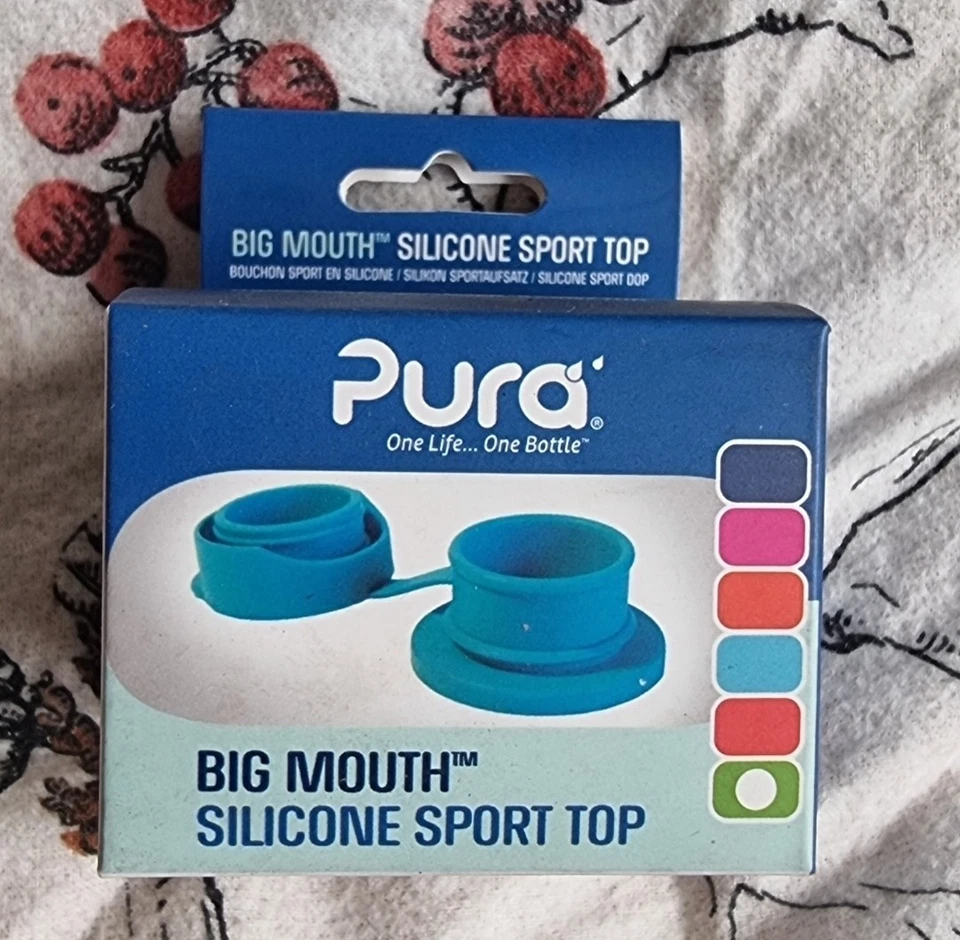 BIG MOUTH™ SILICONE SPORT TOP
BOUCHON SPORT EN SILICONE / SILIKON SPORTAUFSATZ / SILICONE SPORT DOP
Pura®
One Life... One Bottle™
BIG MOUTH™
SILICONE SPORT TOP